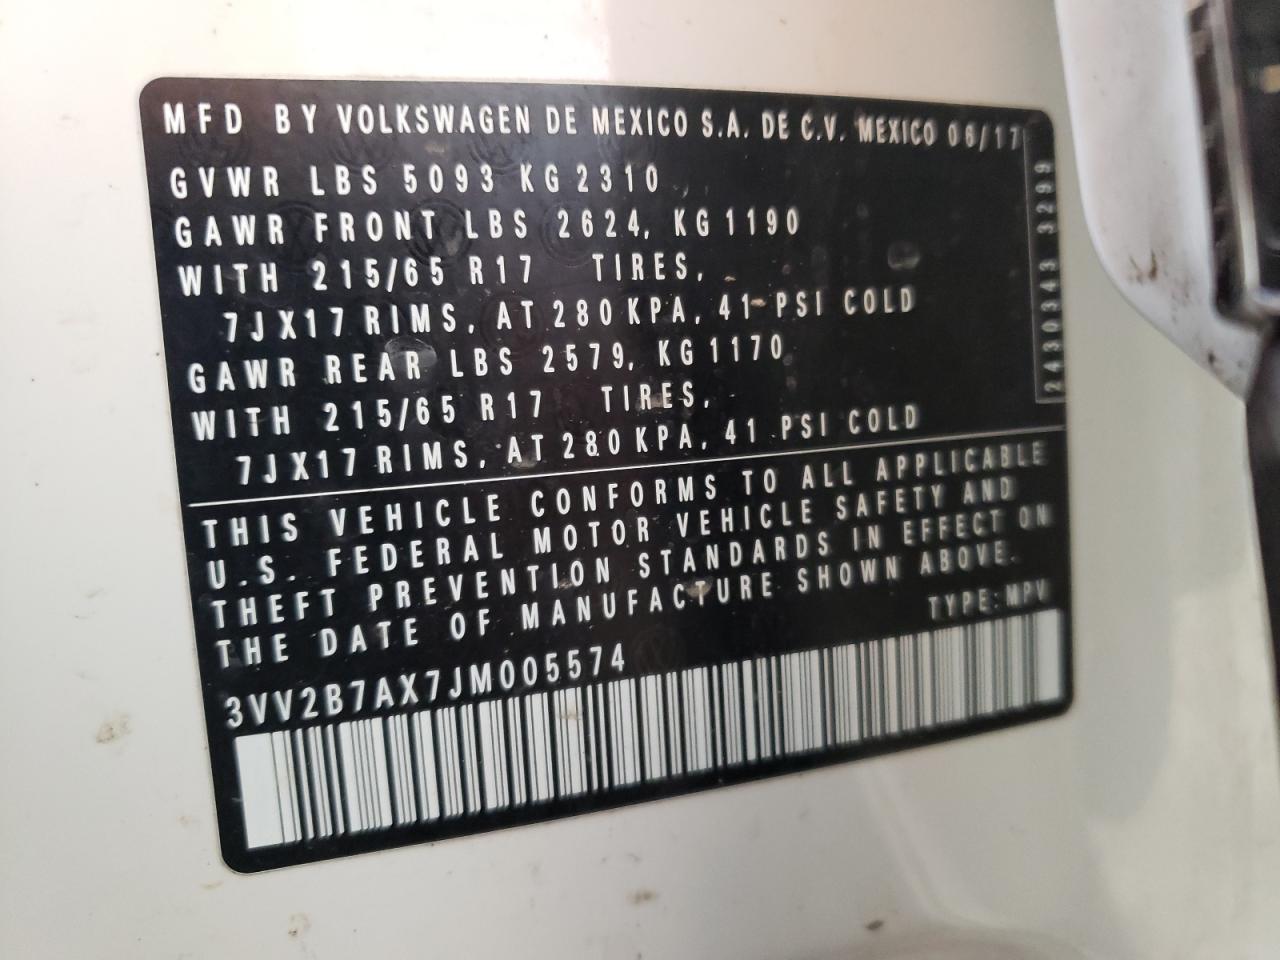 MFD BY VOLKSWAGEN DE MEXICO S.A. DE C.V. MEXICO 06/17
GVWR LBS 5093 KG 2310
GAWR FRONT LBS 2624, KG 1190
WITH 215/65 R17 TIRES,
7JX17 RIMS, AT 280 KPA, 41 PSI COLD
GAWR REAR LBS 2579, KG 1170
WITH 215/65 R17 TIRES,
7JX17 RIMS, AT 280 KPA, 41 PSI COLD
2430343 3299
THIS VEHICLE CONFORMS TO ALL APPLICABLE
U.S. FEDERAL MOTOR VEHICLE SAFETY AND
THEFT PREVENTION STANDARDS IN EFFECT ON
THE DATE OF MANUFACTURE SHOWN ABOVE.
TYPE: MPV
3VV2B7AX7JM005574